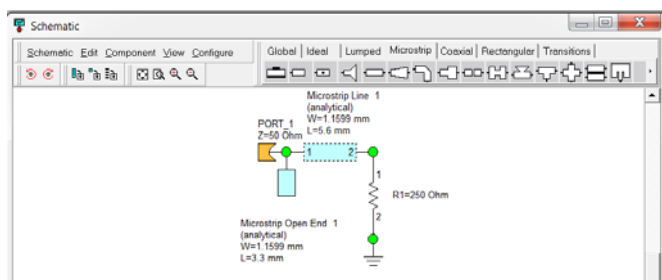 Schematic
Schematic Edit Component View Configure
Global Ideal Lumped Microstrip Coaxial Rectangular Transitions
Microstrip Line 1
(analytical)
W=1.1599 mm
L=5.6 mm
PORT_1
Z=50 Ohm
1 2
1
R1=250 Ohm
2
Microstrip Open End 1
(analytical)
W=1.1599 mm
L=3.3 mm